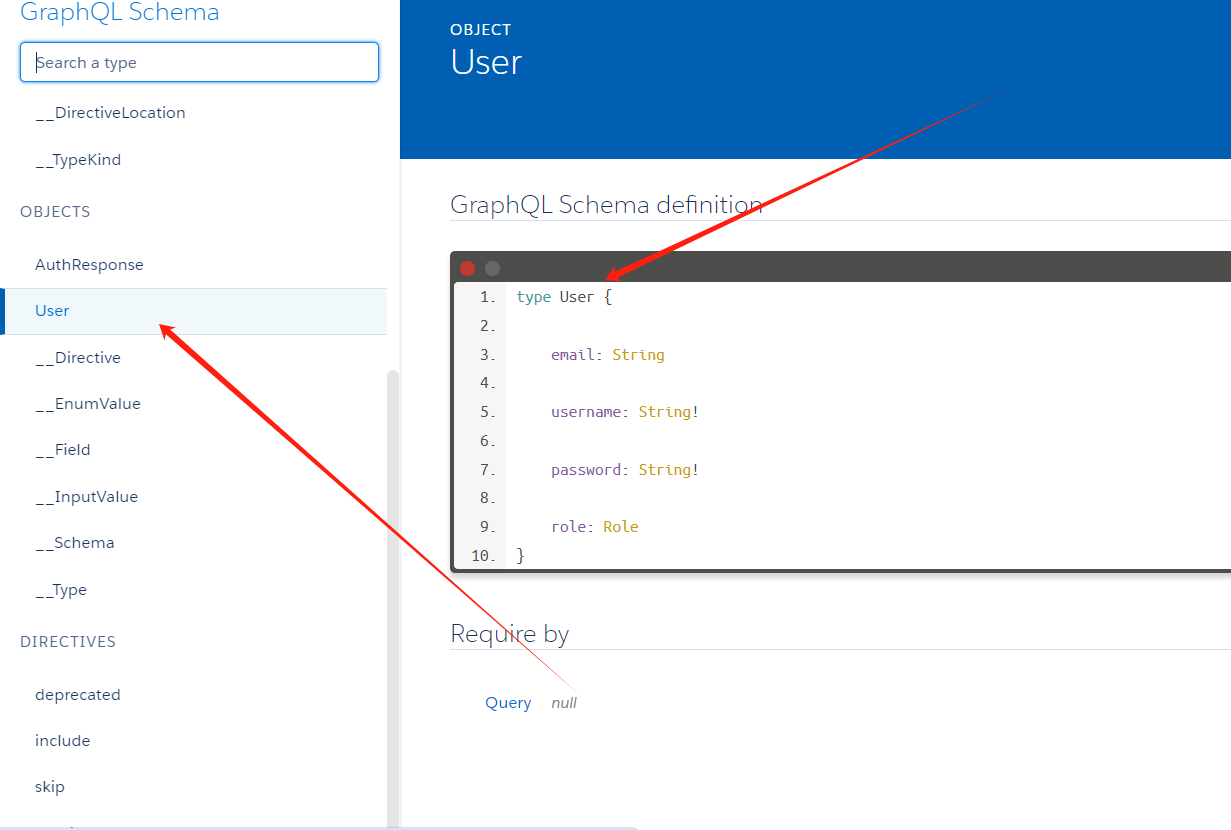 GraphQL Schema
Search a type
__DirectiveLocation
__TypeKind
OBJECTS
AuthResponse
User
__Directive
__EnumValue
__Field
__InputValue
__Schema
__Type
DIRECTIVES
deprecated
include
skip
OBJECT
User
GraphQL Schema definition
1. type User {
2.
3. email: String
4.
5. username: String!
6.
7. password: String!
8.
9. role: Role
10. }
Require by
Query null